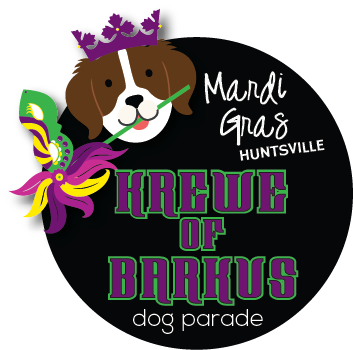 Mardi
Gras
HUNTSVILLE
KREWE
OF
BARKUS
dog parade